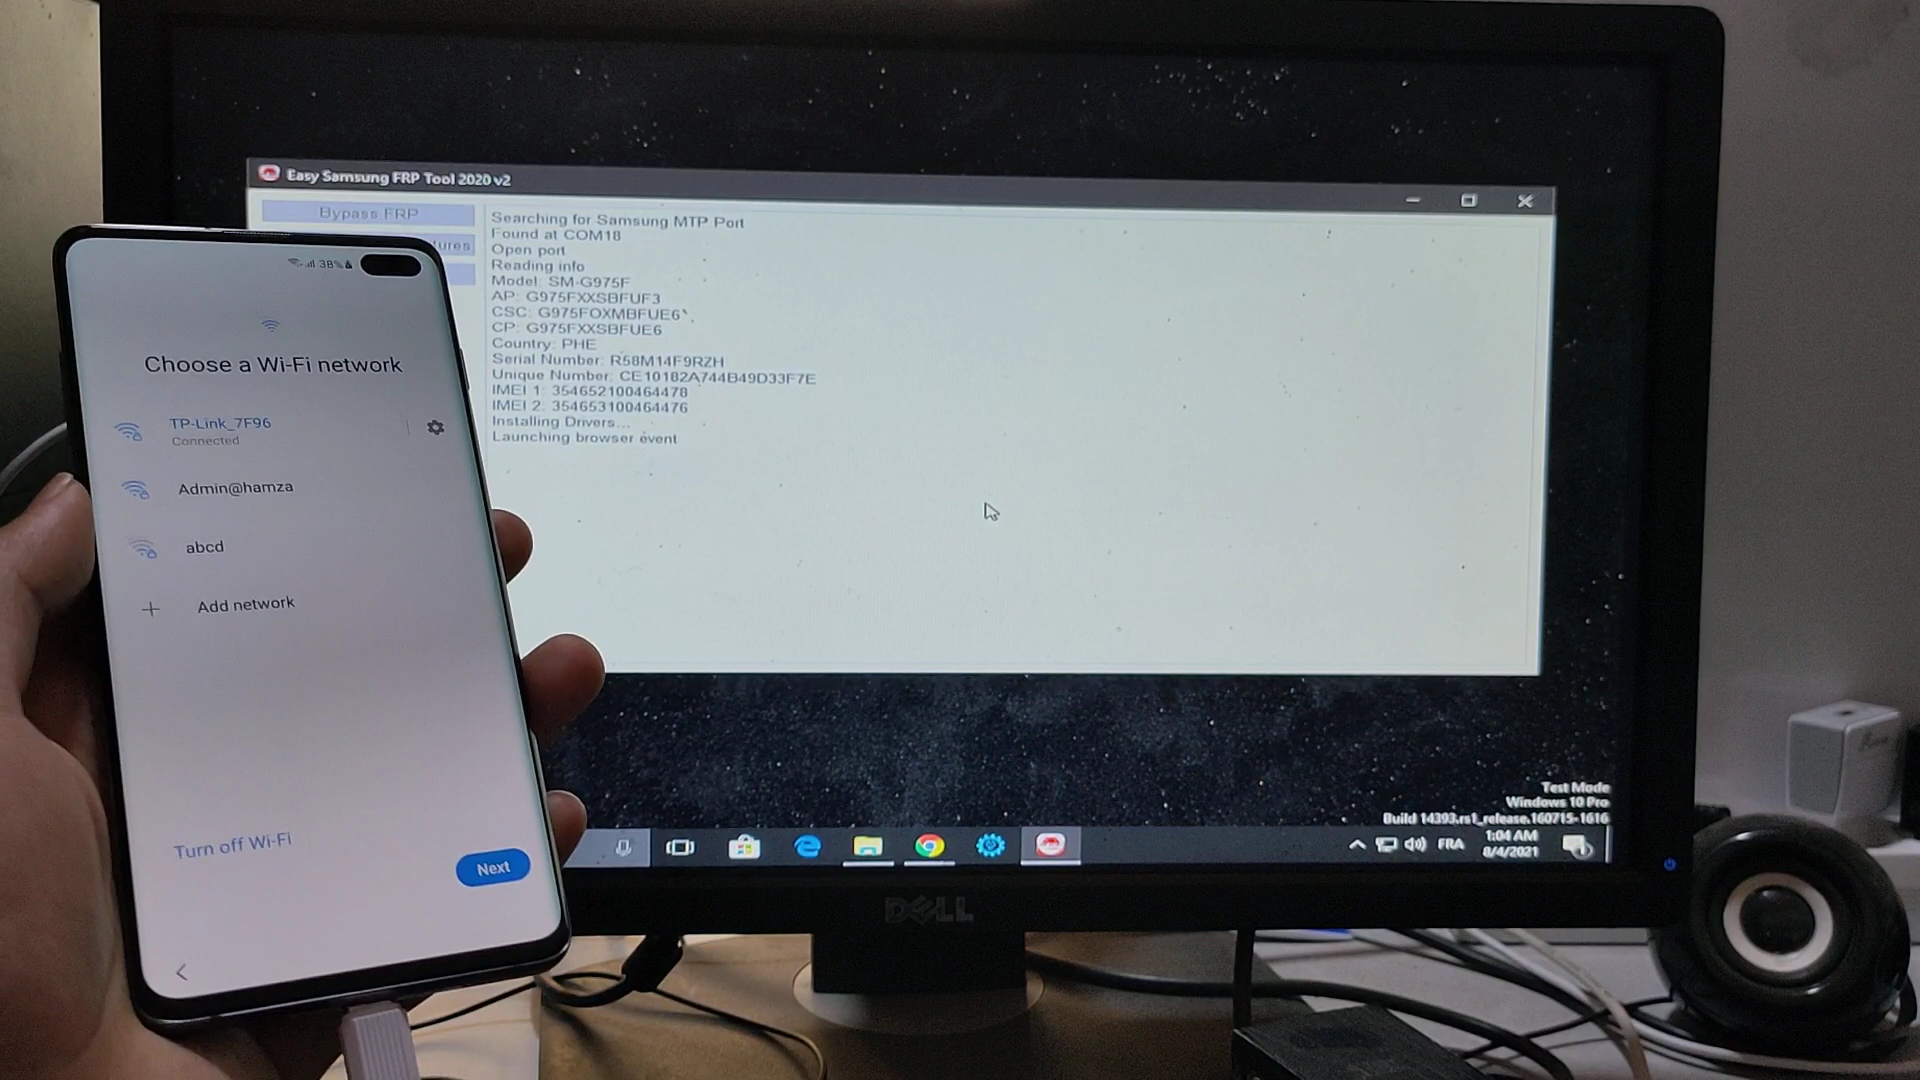 Easy Samsung FRP Tool 2020 v2
Bypass FRP
Searching for Samsung MTP Port
Found at COM18
Open port
Reading info
Model: SM-G975F
AP: G975FXXSBFUF3
CSC: G975FOXMBFUE6
CP: G975FXXSBFUE6
Country: PHE
Serial Number: R58M14F9RZH
Unique Number: CE10182A744B49D33F7E
IMEI 1: 354652100464478
IMEI 2: 354653100464476
Installing Drivers...
Launching browser event
38%
Choose a Wi-Fi network
TP-Link_7F96
Connected
Admin@hamza
abcd
Add network
Turn off Wi-Fi
Next
Test Mode
Windows 10 Pro
Build 14393.rs1_release.160715-1616
FRA
1:04 AM
8/4/2021
DELL